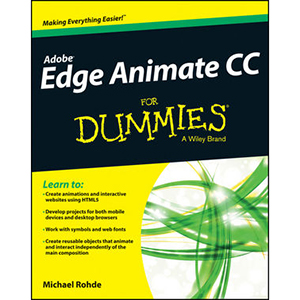 Making Everything Easier!™
Adobe®
Edge Animate CC
FOR
DUMMIES®
A Wiley Brand
Learn to:
• Create animations and interactive
websites using HTML5
• Develop projects for both mobile
devices and desktop browsers
• Work with symbols and web fonts
• Create reusable objects that animate
and interact independently of the
main composition
Michael Rohde